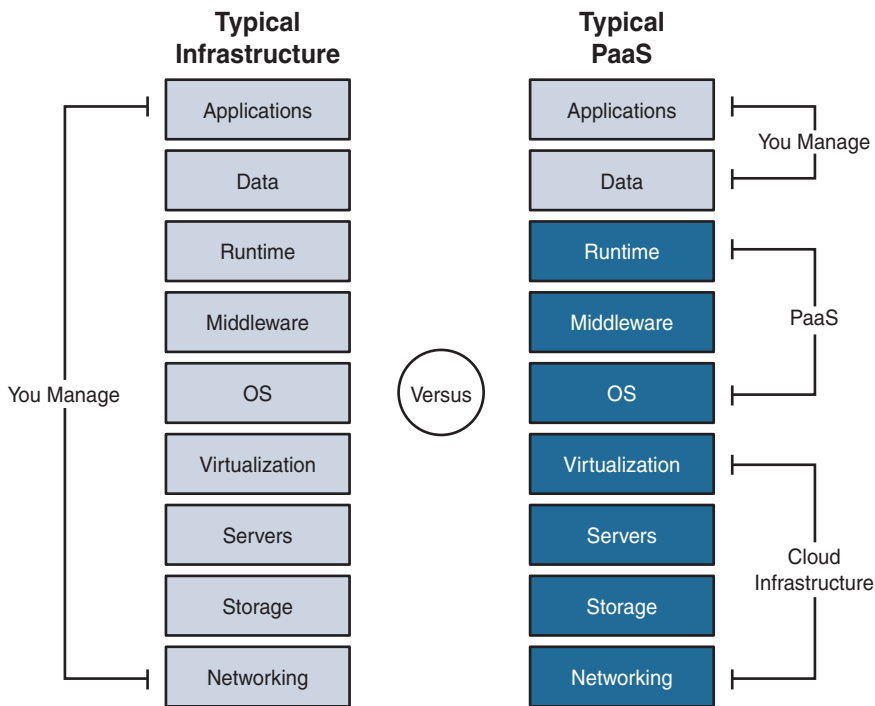 Typical
Infrastructure
Applications
Data
Runtime
Middleware
OS
Virtualization
Servers
Storage
Networking
You Manage
Versus
Typical
PaaS
Applications
Data
Runtime
Middleware
OS
Virtualization
Servers
Storage
Networking
You Manage
PaaS
Cloud
Infrastructure